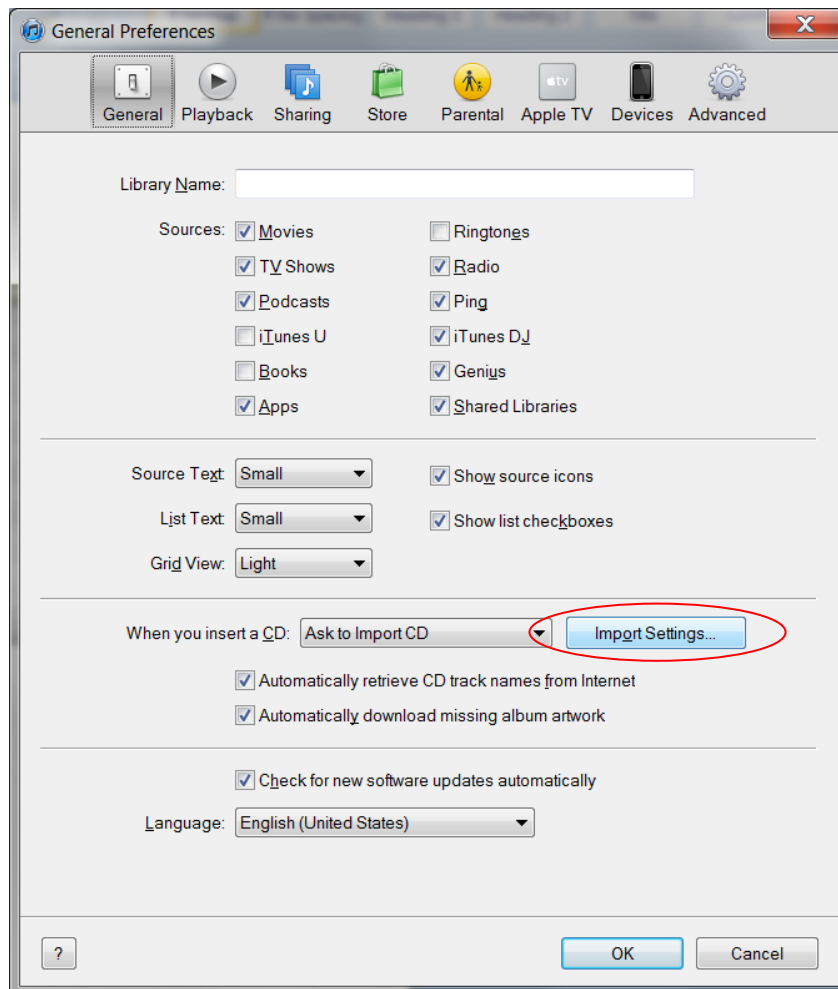 General Preferences
General Playback Sharing Store Parental Apple TV Devices Advanced
Library Name:
Sources: Movies Ringtones
TV Shows Radio
Podcasts Ping
iTunes U iTunes DJ
Books Genius
Apps Shared Libraries
Source Text: Small Show source icons
List Text: Small Show list checkboxes
Grid View: Light
When you insert a CD: Ask to Import CD Import Settings...
Automatically retrieve CD track names from Internet
Automatically download missing album artwork
Check for new software updates automatically
Language: English (United States)
? OK Cancel